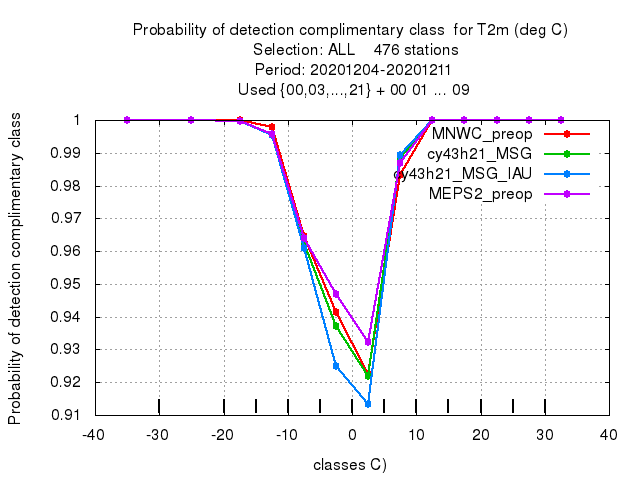 Probability of detection complimentary class  for T2m (deg C)
Selection: ALL    476 stations
Period: 20201204-20201211
Used {00,03,...,21} + 00 01 ... 09
Probability of detection complimentary class
1
0.99
0.98
0.97
0.96
0.95
0.94
0.93
0.92
0.91
MNWC_preop
cy43h21_MSG
cy43h21_MSG_IAU
MEPS2_preop
-40 -30 -20 -10 0 10 20 30 40
classes C)